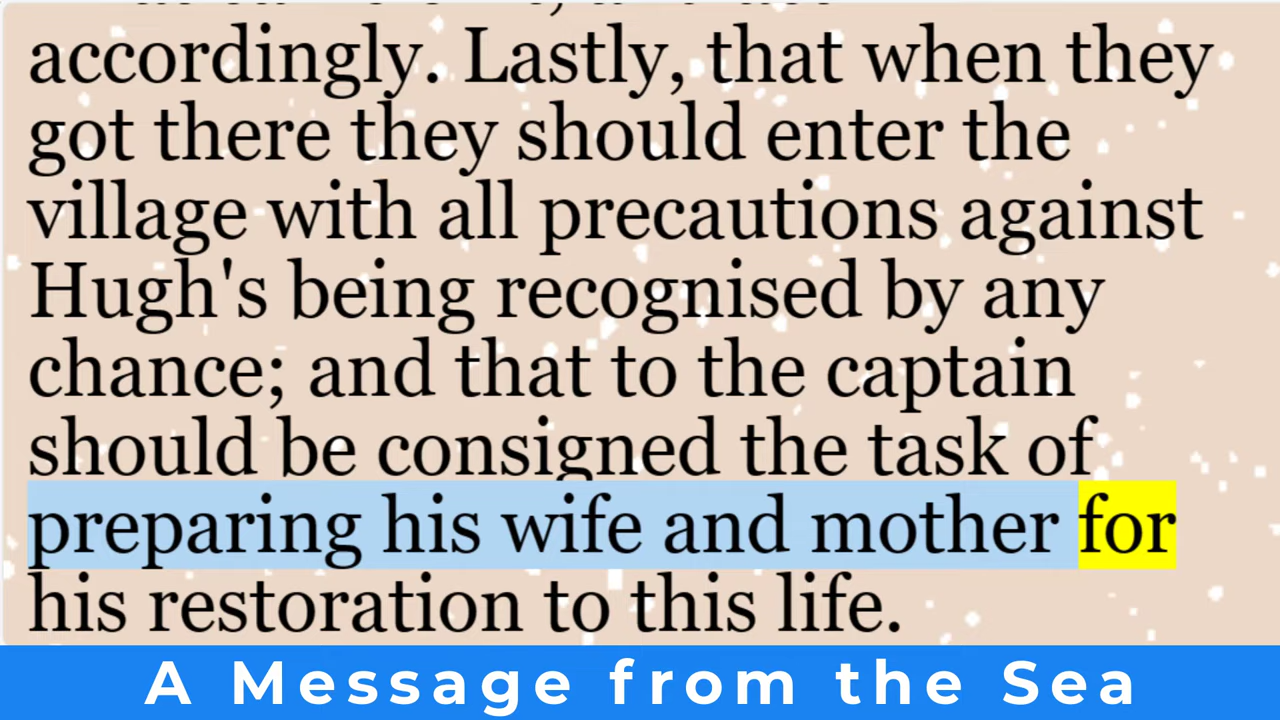 accordingly. Lastly, that when they
got there they should enter the
village with all precautions against
Hugh's being recognised by any
chance; and that to the captain
should be consigned the task of
preparing his wife and mother for
his restoration to this life.
A Message from the Sea